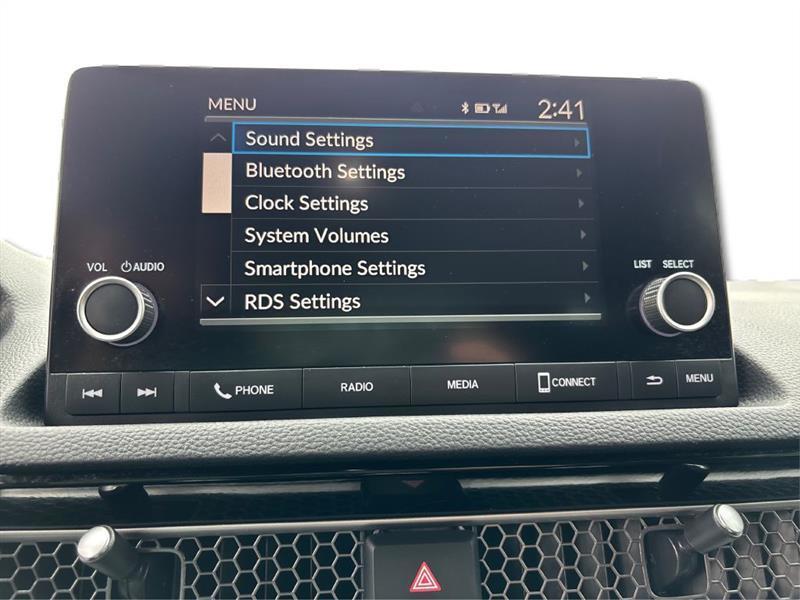 MENU 2:41
Sound Settings
Bluetooth Settings
Clock Settings
System Volumes
Smartphone Settings
RDS Settings
VOL AUDIO
LIST SELECT
PHONE RADIO MEDIA CONNECT MENU